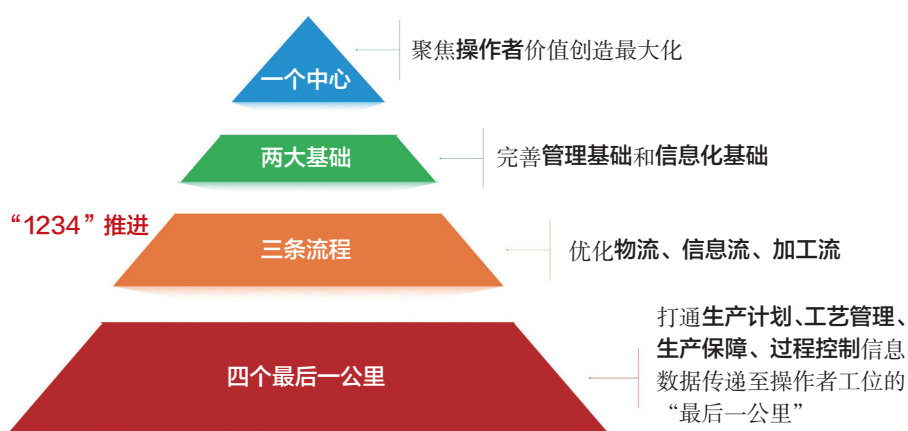 一个中心
聚焦操作者价值创造最大化
两大基础
完善管理基础和信息化基础
“1234”推进
三条流程
优化物流、信息流、加工流
四个最后一公里
打通生产计划、工艺管理、
生产保障、过程控制信息
数据传递至操作者工位的
“最后一公里”